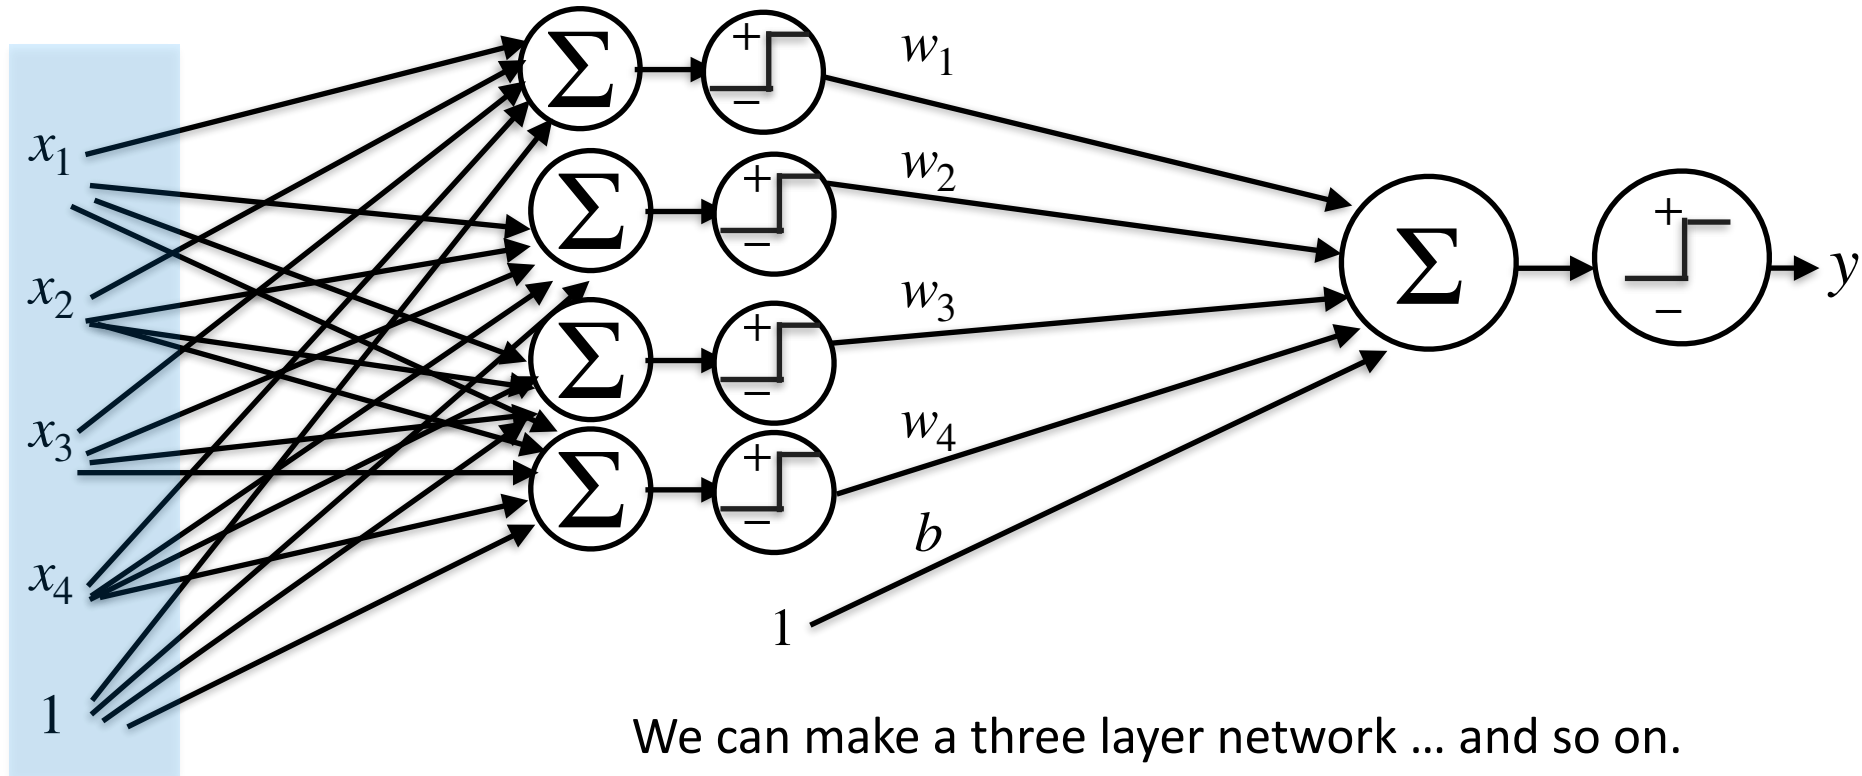 x₁
x₂
x₃
x₄
1
Σ
+
−
Σ
+
−
Σ
+
−
Σ
+
−
w₁
w₂
w₃
w₄
b
1
Σ
+
−
y
We can make a three layer network ... and so on.